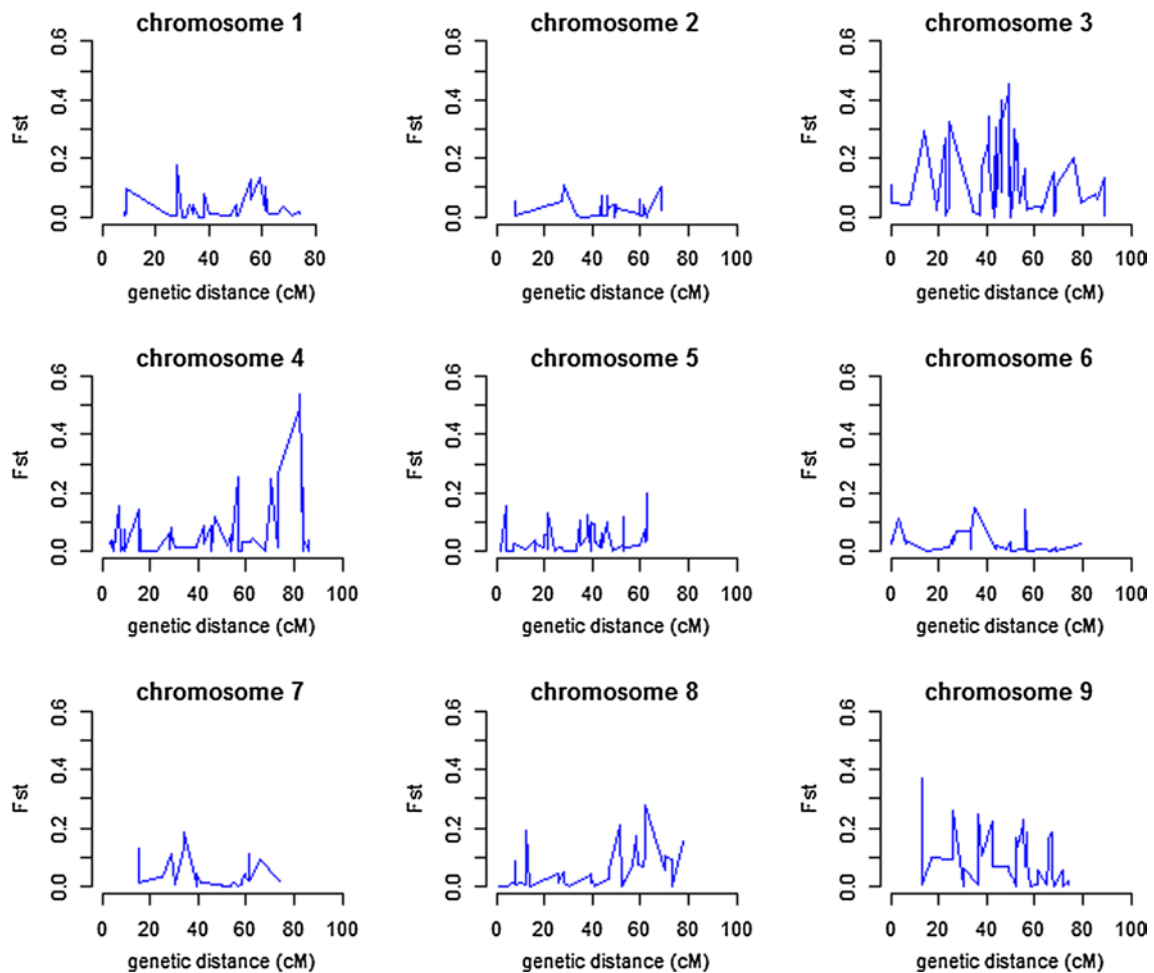 chromosome 1
Fst
0.0 0.2 0.4 0.6
0 20 40 60 80
genetic distance (cM)
chromosome 2
Fst
0.0 0.2 0.4 0.6
0 20 40 60 80 100
genetic distance (cM)
chromosome 3
Fst
0.0 0.2 0.4 0.6
0 20 40 60 80 100
genetic distance (cM)
chromosome 4
Fst
0.0 0.2 0.4 0.6
0 20 40 60 80 100
genetic distance (cM)
chromosome 5
Fst
0.0 0.2 0.4 0.6
0 20 40 60 80 100
genetic distance (cM)
chromosome 6
Fst
0.0 0.2 0.4 0.6
0 20 40 60 80 100
genetic distance (cM)
chromosome 7
Fst
0.0 0.2 0.4 0.6
0 20 40 60 80 100
genetic distance (cM)
chromosome 8
Fst
0.0 0.2 0.4 0.6
0 20 40 60 80 100
genetic distance (cM)
chromosome 9
Fst
0.0 0.2 0.4 0.6
0 20 40 60 80 100
genetic distance (cM)